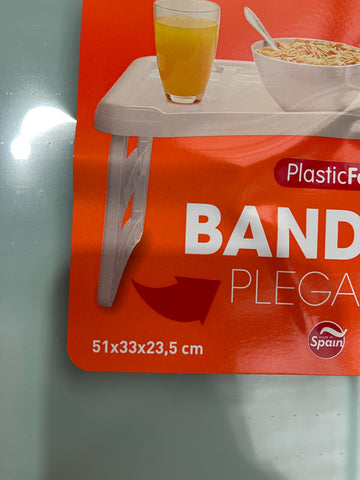 PlasticFo
BAND
PLEGA
51x33x23,5 cm
Spain